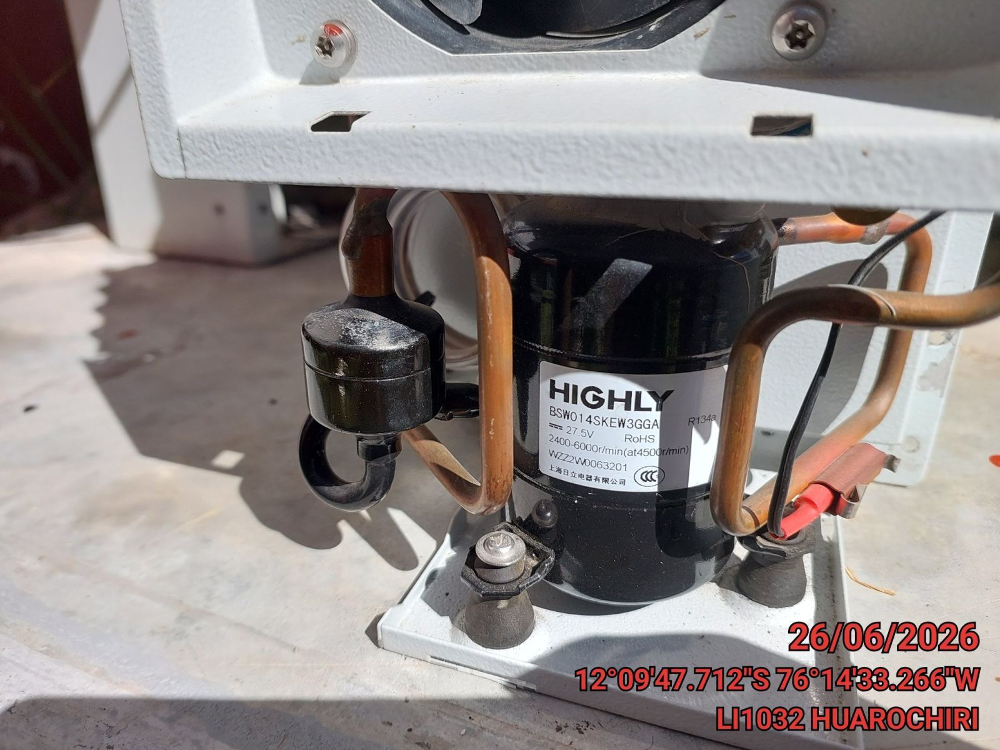 HIGHLY
BSW014SKEW3GGA R134a
27.5V RoHS
2400-6000r/min(at4500r/min)
WZZ2W0063201
上海日立电器有限公司 CCC
26/06/2026
12°09'47.712"S 76°14'33.266"W
LI1032 HUAROCHIRI